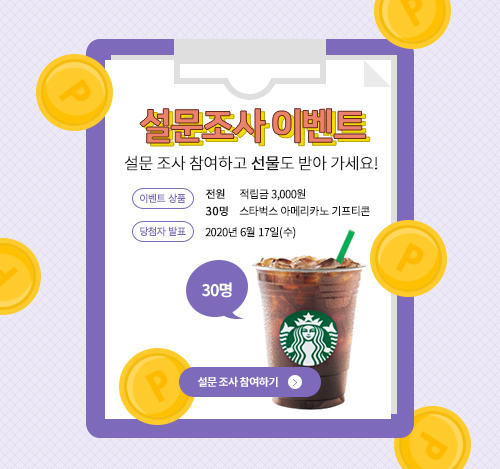 설문조사 이벤트
설문 조사 참여하고 선물도 받아 가세요!
이벤트 상품
전원 적립금 3,000원
30명 스타벅스 아메리카노 기프티콘
당첨자 발표 2020년 6월 17일(수)
30명
설문 조사 참여하기
P
P
P
P
P
P